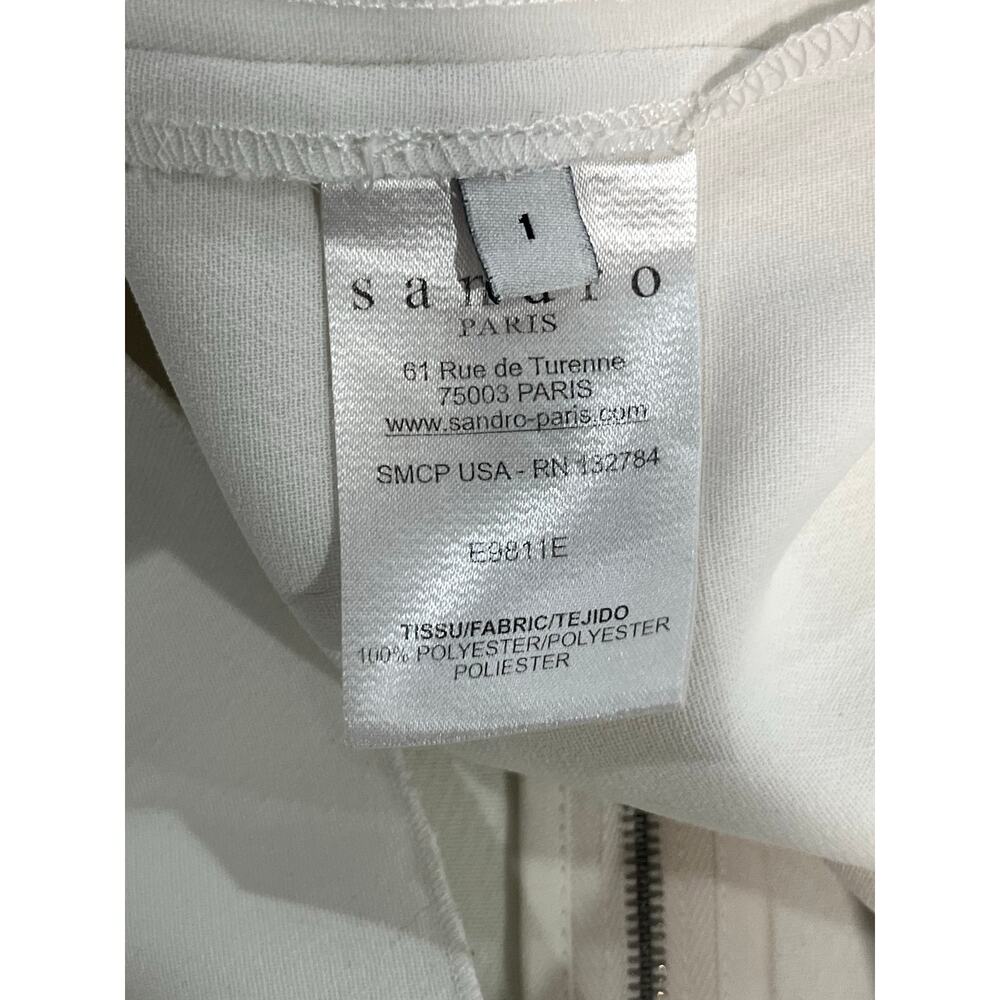 1
sandro
PARIS
61 Rue de Turenne
75003 PARIS
www.sandro-paris.com
SMCP USA - RN 132784
E9811E
TISSU/FABRIC/TEJIDO
100% POLYESTER/POLYESTER
POLIESTER